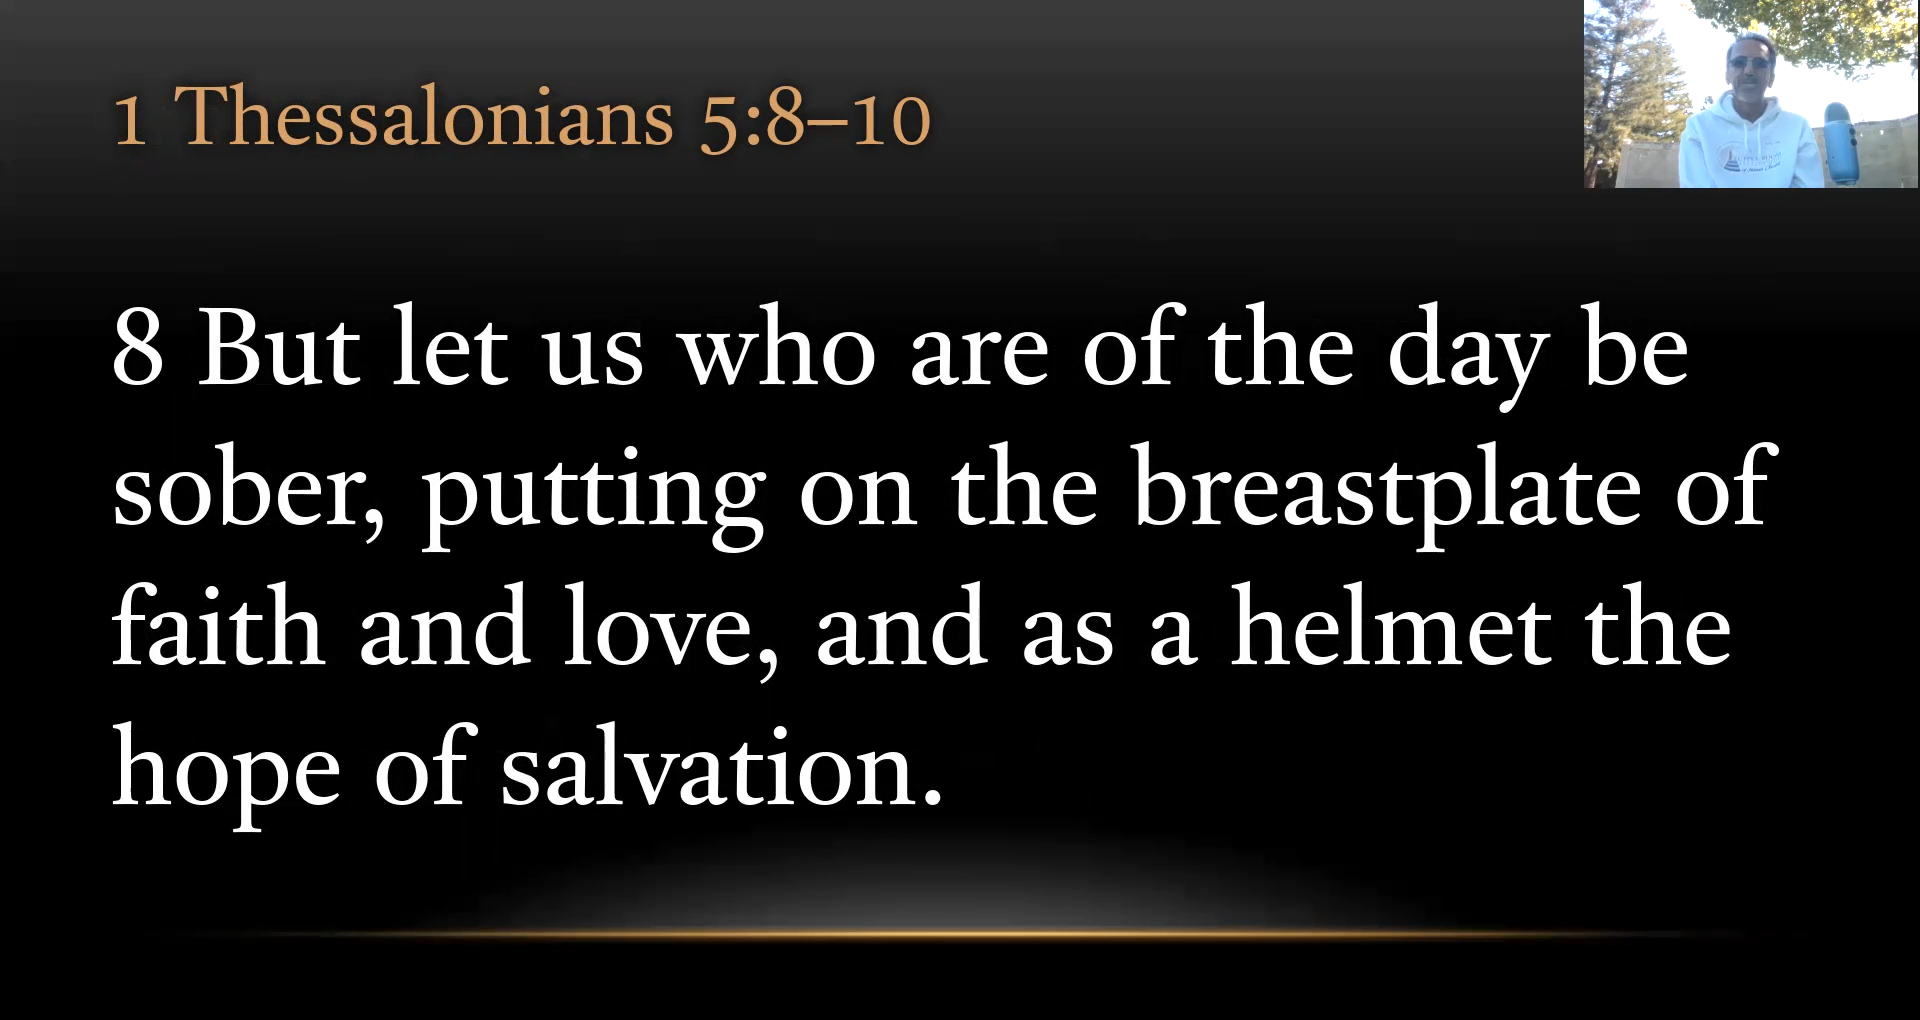 1 Thessalonians 5:8–10
8 But let us who are of the day be
sober, putting on the breastplate of
faith and love, and as a helmet the
hope of salvation.